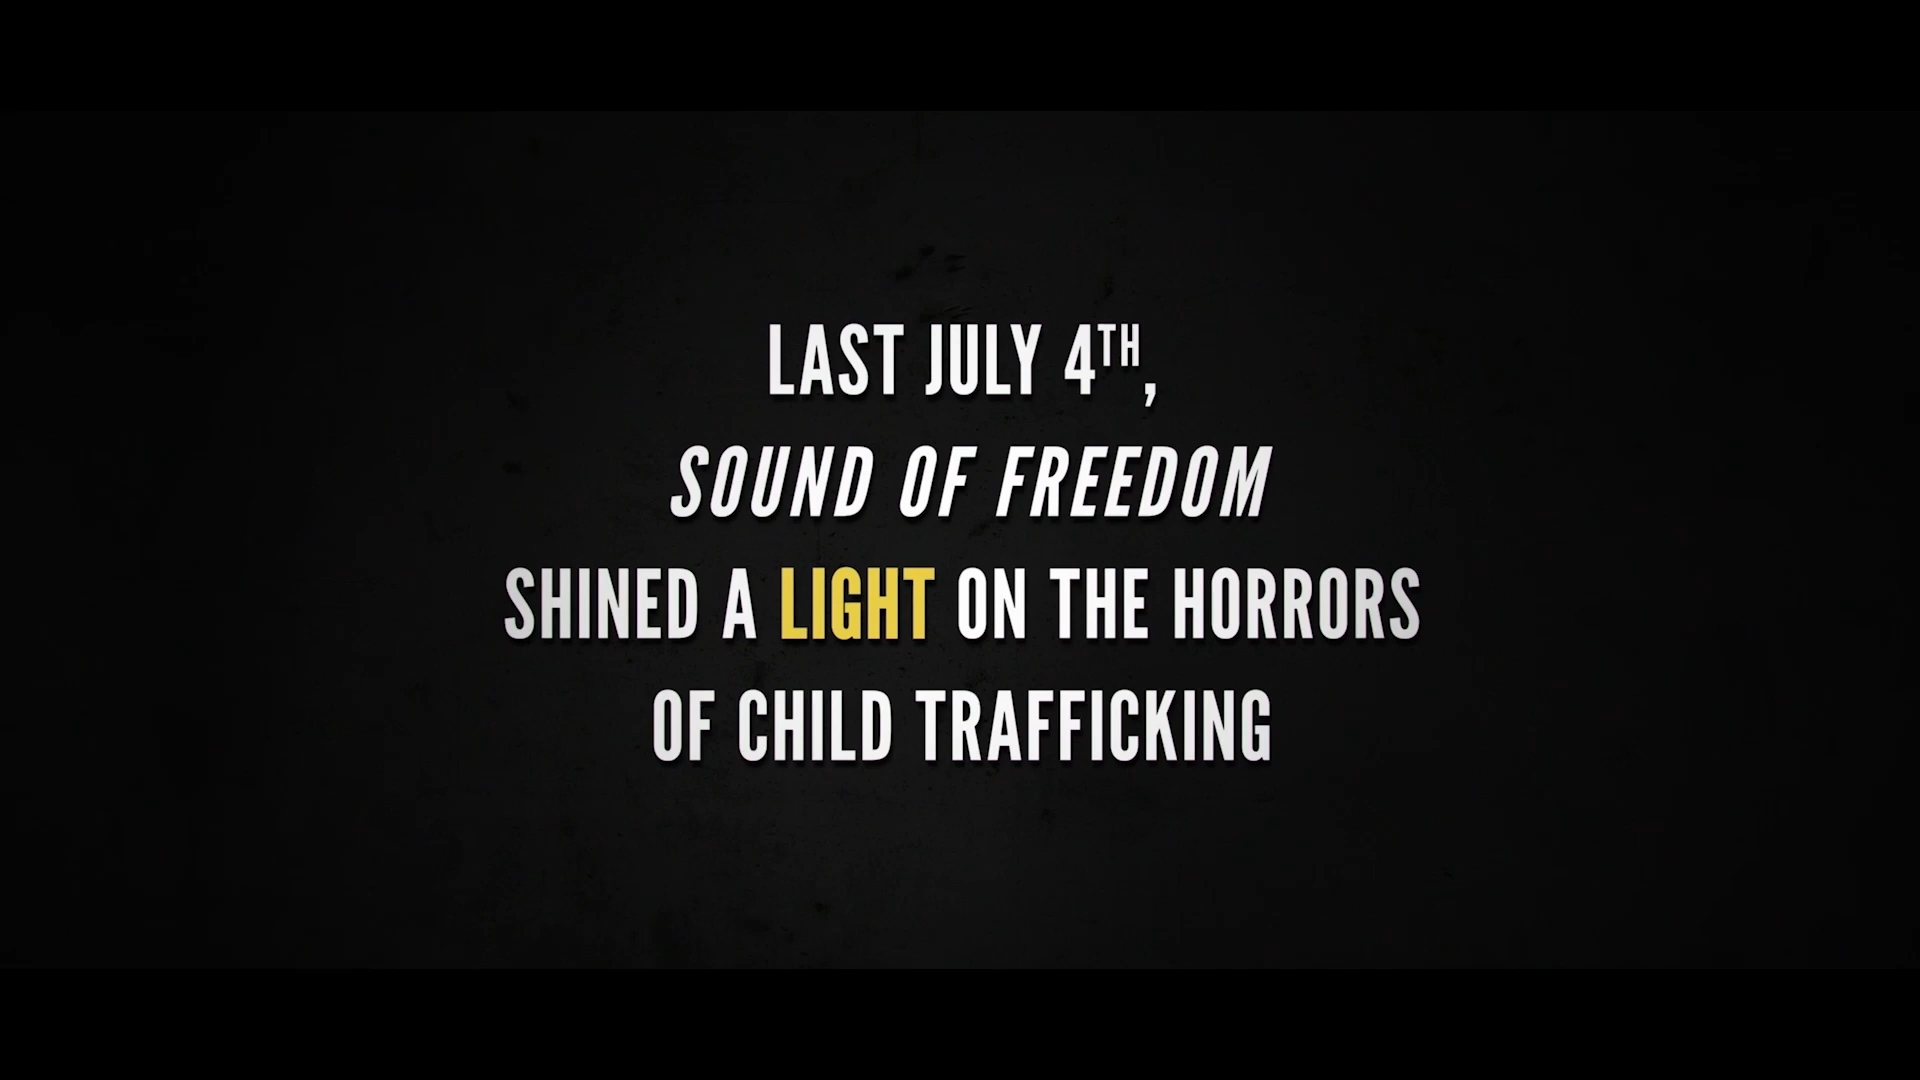 LAST JULY 4TH,
SOUND OF FREEDOM
SHINED A LIGHT ON THE HORRORS
OF CHILD TRAFFICKING